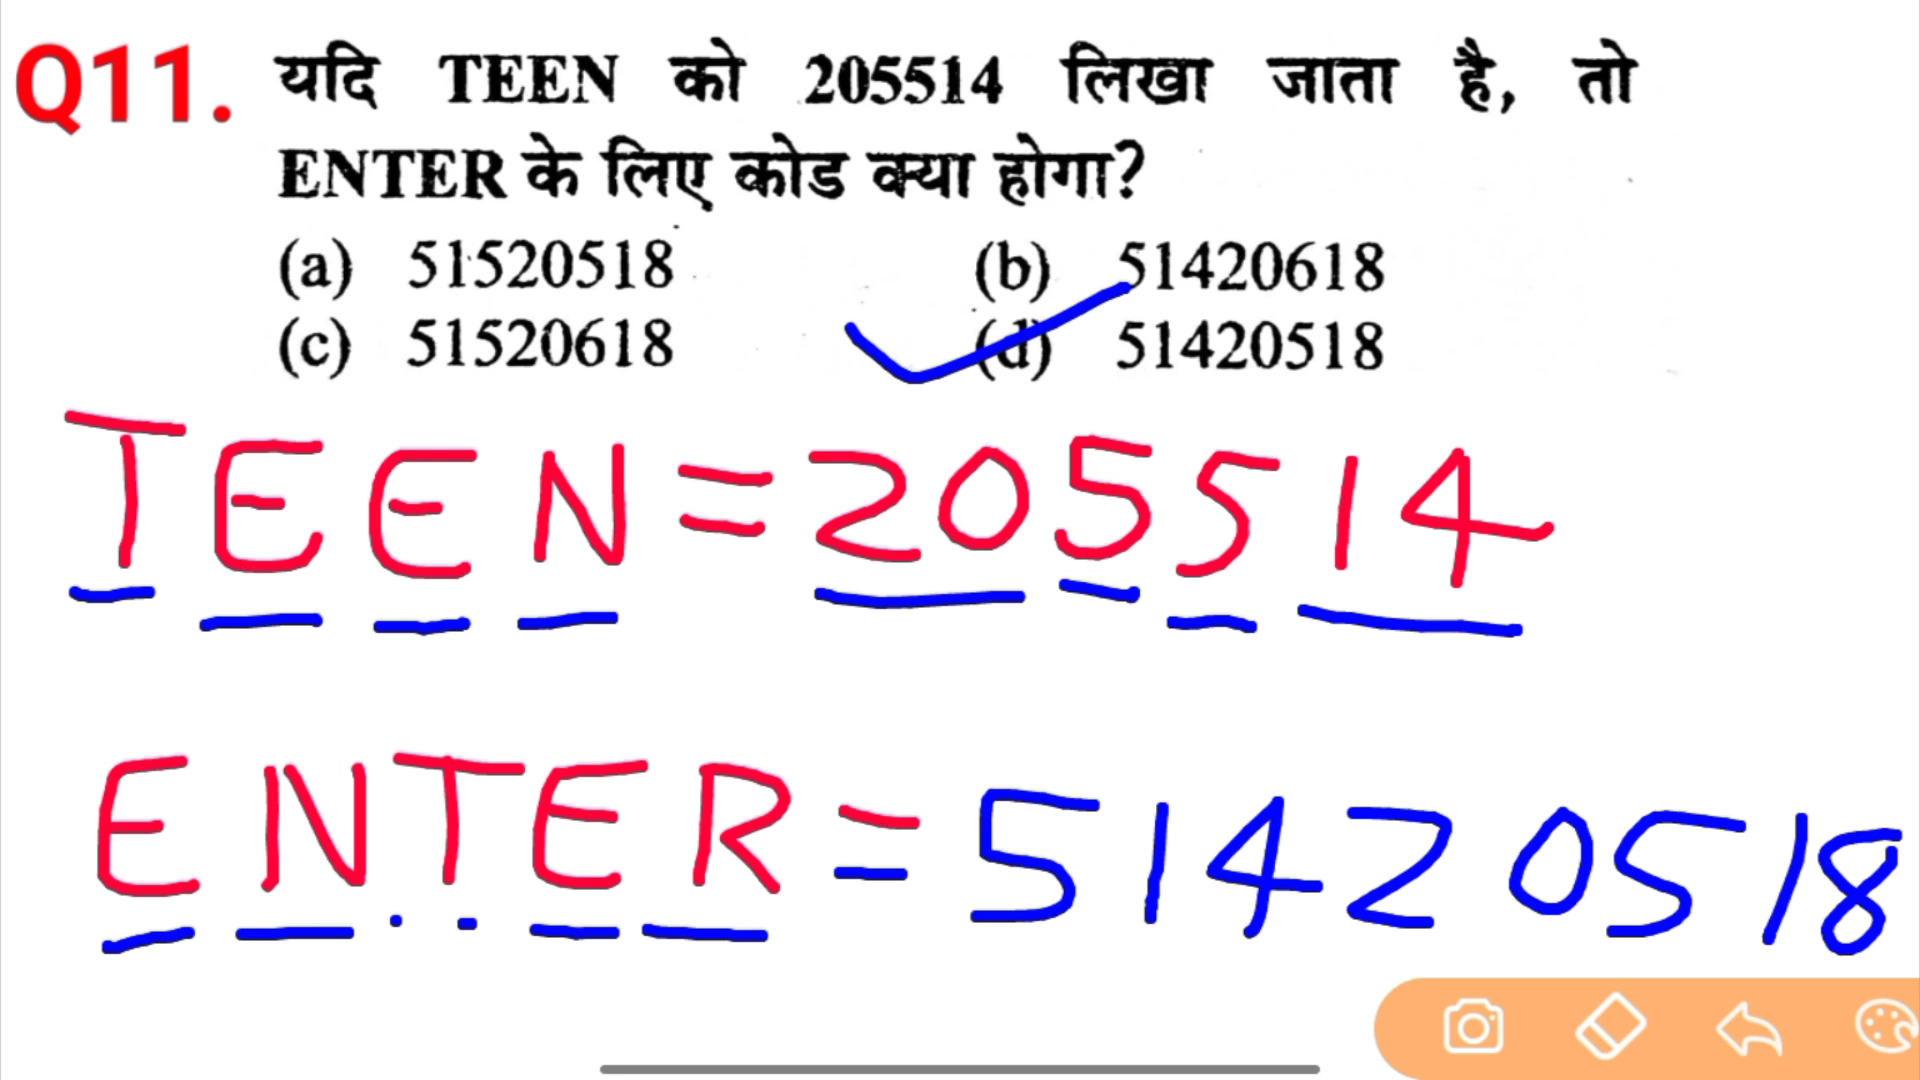 Q11. यदि TEEN को 205514 लिखा जाता है, तो
ENTER के लिए कोड क्या होगा?
(a) 51520518 (b) 51420618
(c) 51520618 (d) 51420518
TEEN = 205514
ENTER = 51420518